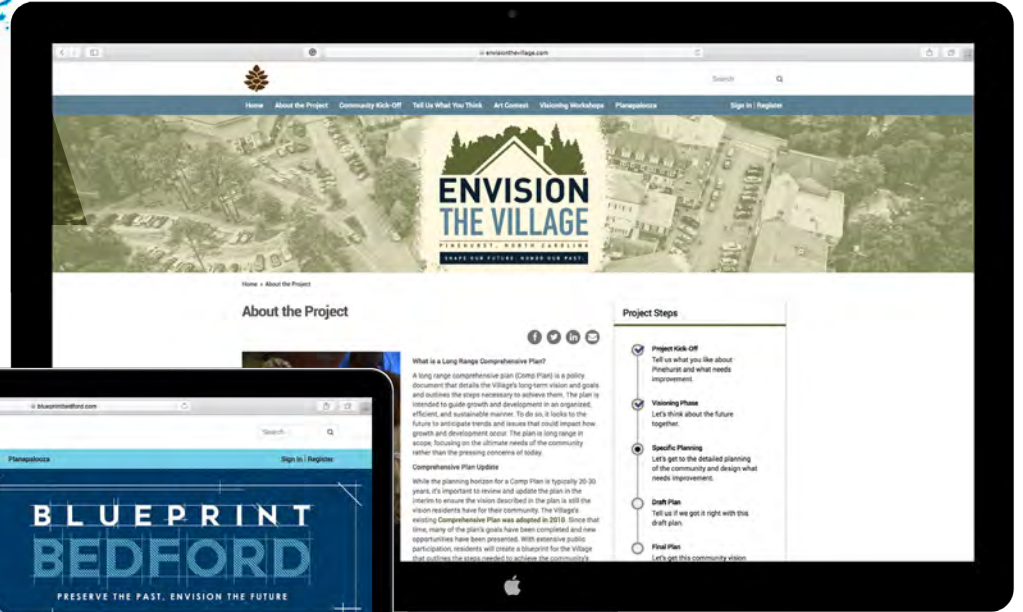 envisionthevillage.com
Search
Home About the Project Community Kick-Off Tell Us What You Think Art Contest Visioning Workshops Planapalooza Sign In | Register
ENVISION
THE VILLAGE
PINEHURST, NORTH CAROLINA
SHAPE OUR FUTURE. HONOR OUR PAST.
Home » About the Project
About the Project
What is a Long Range Comprehensive Plan?
A long range comprehensive plan (Comp Plan) is a policy
document that details the Village's long-term vision and goals
and outlines the steps necessary to achieve them. The plan is
intended to guide growth and development in an organized,
efficient, and sustainable manner. To do so, it looks to the
future to anticipate trends and issues that could impact how
growth and development occur. The plan is long range in
scope, focusing on the ultimate needs of the community
rather than the pressing concerns of today.
Comprehensive Plan Update
While the planning horizon for a Comp Plan is typically 20-30
years, it's important to review and update the plan in the
interim to ensure the vision described in the plan is still the
vision residents have for their community. The Village's
existing Comprehensive Plan was adopted in 2010. Since that
time, many of the plan's goals have been completed and new
opportunities have been presented. With extensive public
participation, residents will create a blueprint for the Village
that outlines the steps needed to achieve the community's
Project Steps
Project Kick-Off
Tell us what you like about
Pinehurst and what needs
improvement.
Visioning Phase
Let's think about the future
together.
Specific Planning
Let's get to the detailed planning
of the community and design what
needs improvement.
Draft Plan
Tell us if we got it right with this
draft plan.
Final Plan
Let's get this community vision
blueprintbedford.com
Search
Planapalooza Sign In | Register
BLUEPRINT
BEDFORD
PRESERVE THE PAST, ENVISION THE FUTURE